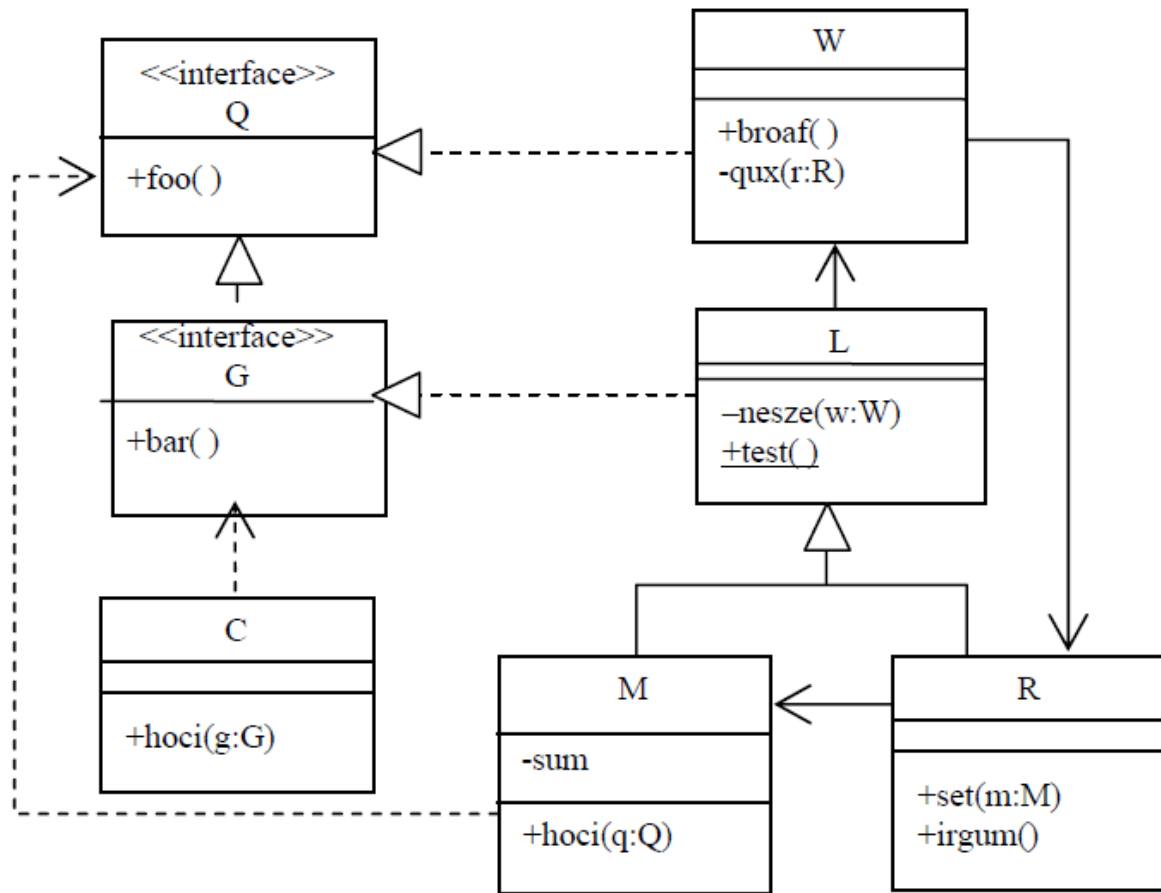 <<interface>>
Q
+foo( )
W
+broaf( )
-qux(r:R)
<<interface>>
G
+bar( )
L
–nesze(w:W)
+test( )
C
+hoci(g:G)
M
-sum
+hoci(q:Q)
R
+set(m:M)
+irgum()